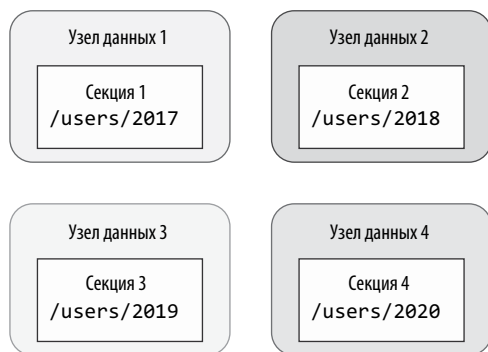 Узел данных 1
Секция 1
/users/2017
Узел данных 2
Секция 2
/users/2018
Узел данных 3
Секция 3
/users/2019
Узел данных 4
Секция 4
/users/2020